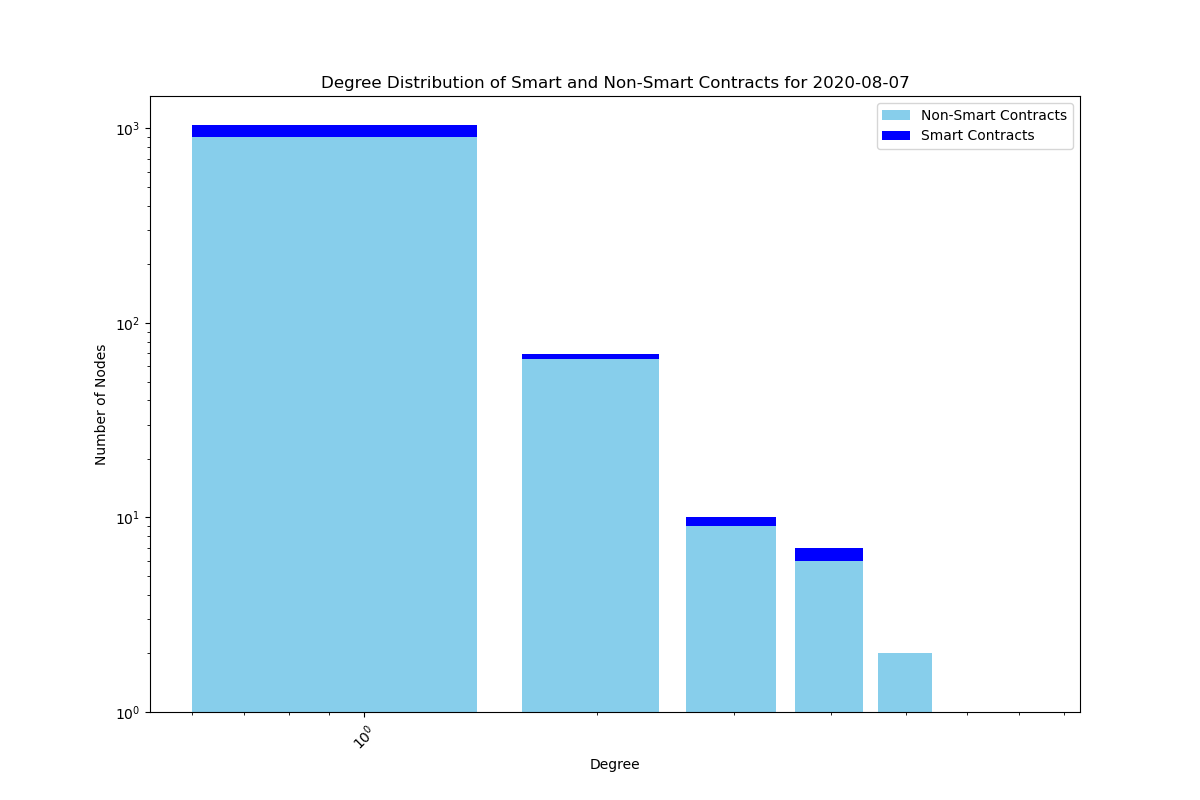 Degree Distribution of Smart and Non-Smart Contracts for 2020-08-07
Non-Smart Contracts
Smart Contracts
Number of Nodes
10³
10²
10¹
10⁰
10⁰
Degree